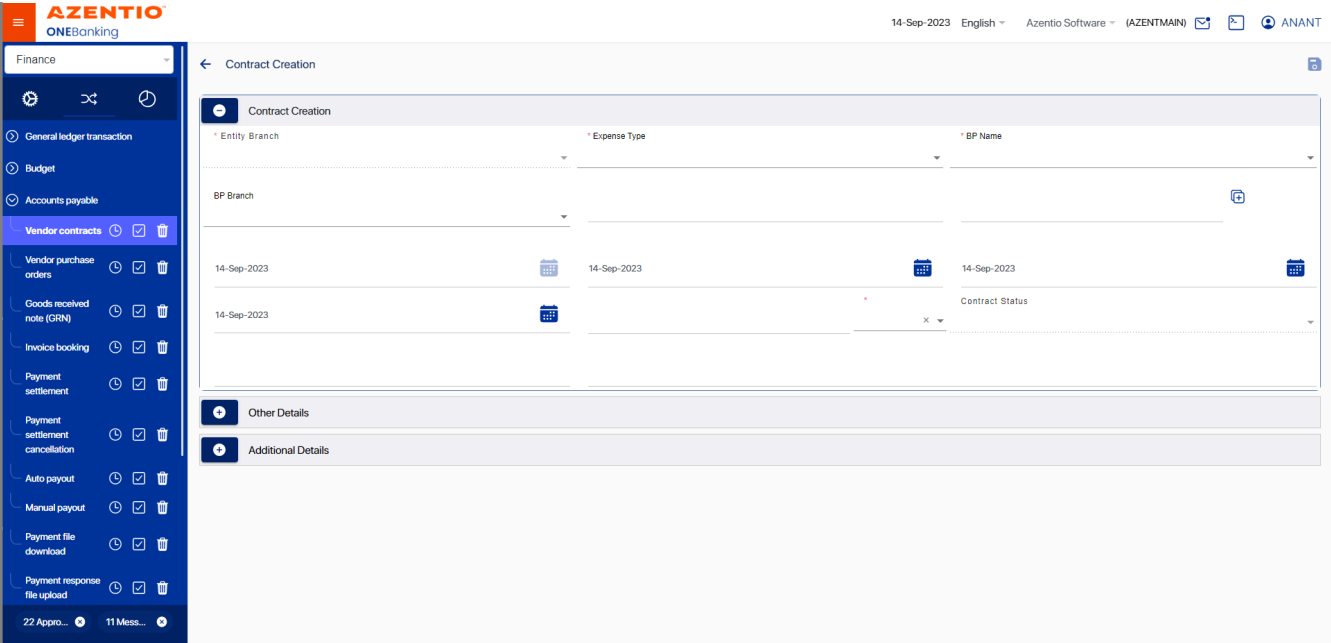 AZENTIO
ONEBanking
14-Sep-2023 English Azentio Software (AZENTMAIN) ANANT
Finance
General ledger transaction
Budget
Accounts payable
Vendor contracts
Vendor purchase
orders
Goods received
note (GRN)
Invoice booking
Payment
settlement
Payment
settlement
cancellation
Auto payout
Manual payout
Payment file
download
Payment response
file upload
22 Appro... 11 Mess...
Contract Creation
Contract Creation
* Entity Branch * Expense Type * BP Name
BP Branch
14-Sep-2023 14-Sep-2023 14-Sep-2023
14-Sep-2023 * × Contract Status
Other Details
Additional Details